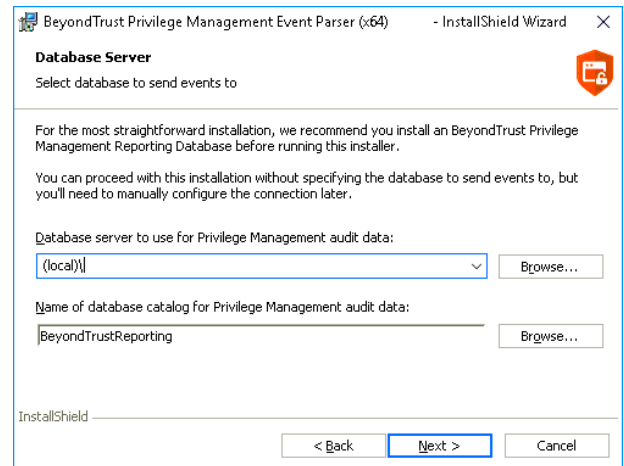 BeyondTrust Privilege Management Event Parser (x64) - InstallShield Wizard
Database Server
Select database to send events to
For the most straightforward installation, we recommend you install an BeyondTrust Privilege
Management Reporting Database before running this installer.
You can proceed with this installation without specifying the database to send events to, but
you'll need to manually configure the connection later.
Database server to use for Privilege Management audit data:
(local)\
Browse...
Name of database catalog for Privilege Management audit data:
BeyondTrustReporting
Browse...
InstallShield
< Back
Next >
Cancel